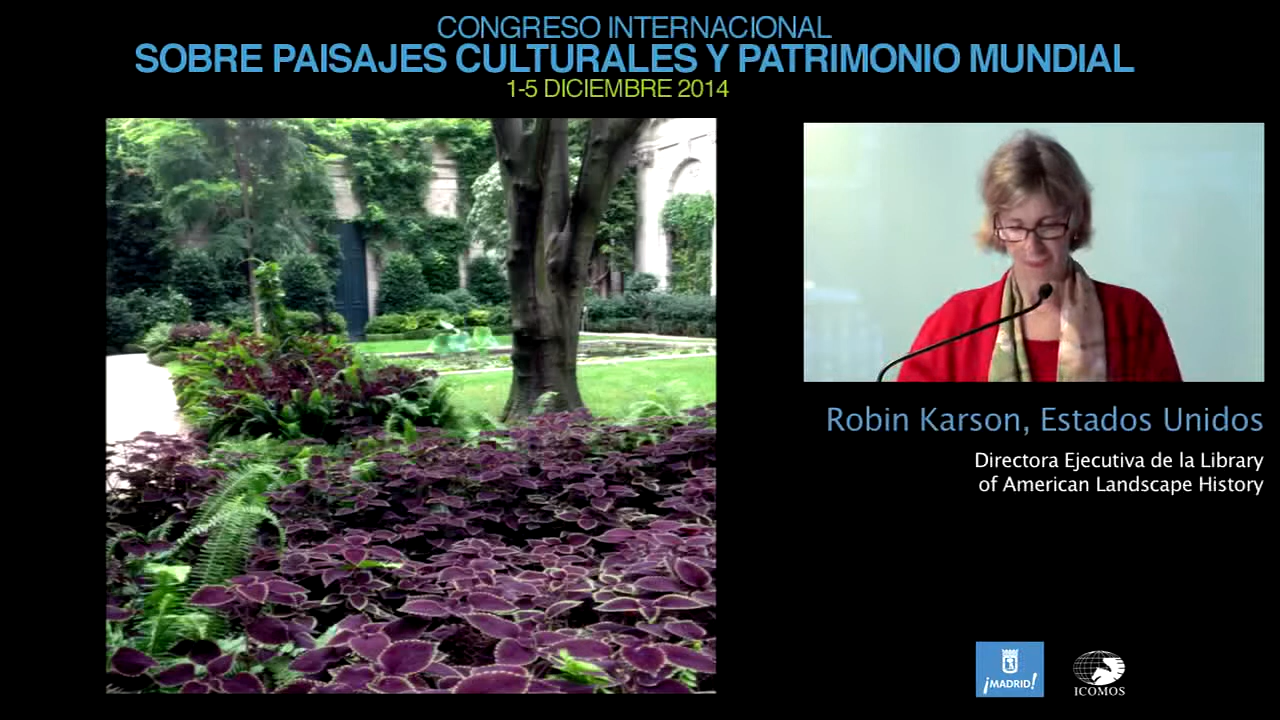 CONGRESO INTERNACIONAL
SOBRE PAISAJES CULTURALES Y PATRIMONIO MUNDIAL
1-5 DICIEMBRE 2014
Robin Karson, Estados Unidos
Directora Ejecutiva de la Library
of American Landscape History
¡MADRID!
ICOMOS